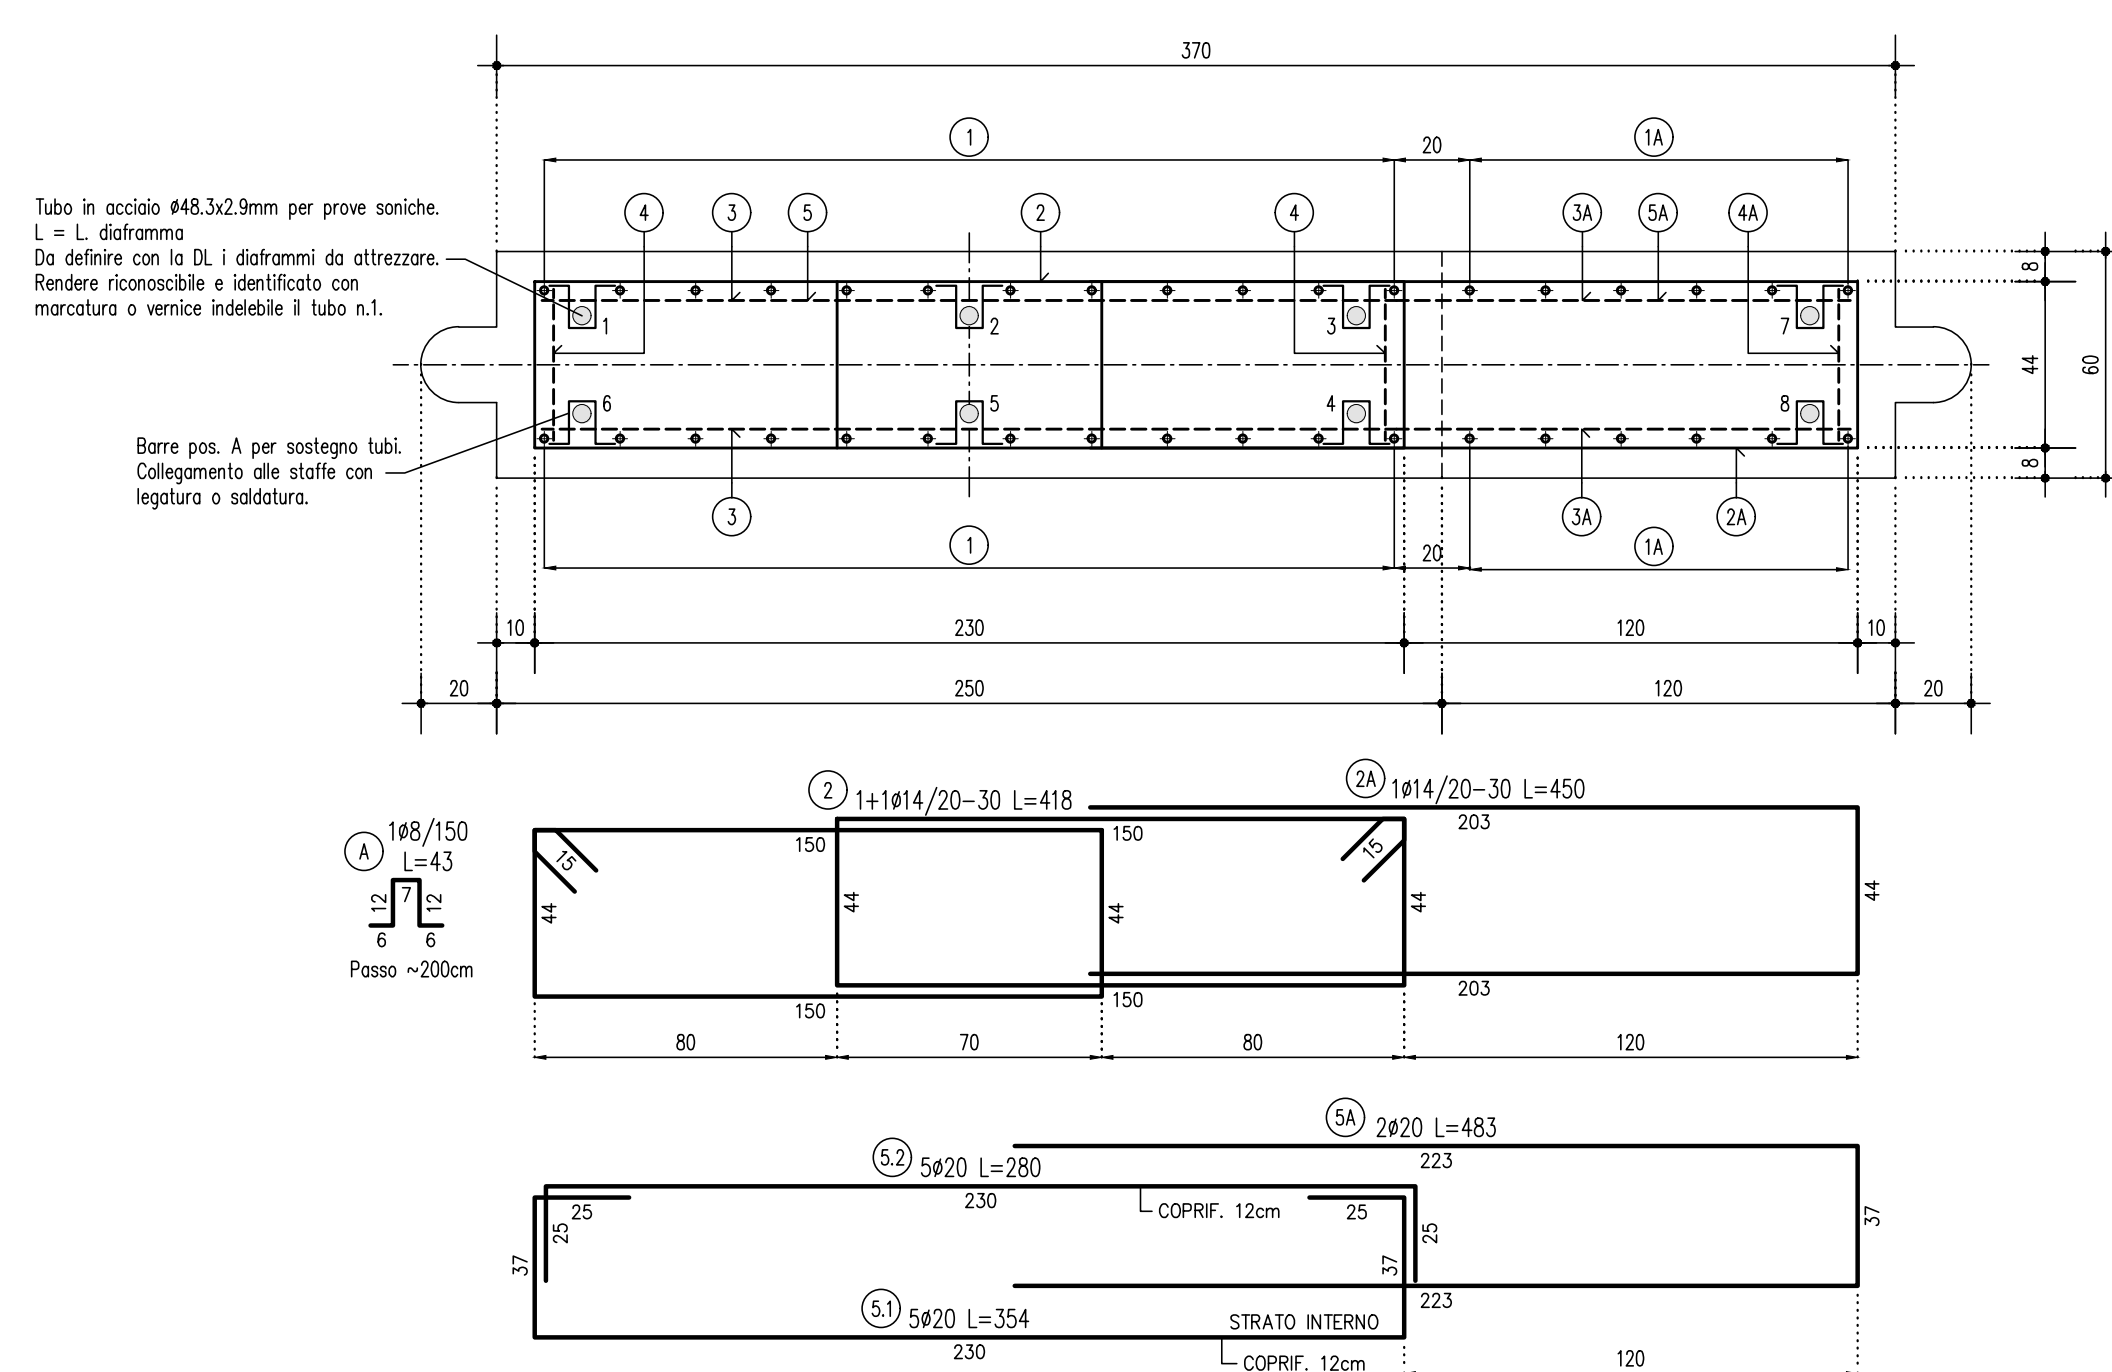 370
1
20
1A
4
3
5
2
4
3A
5A
4A
Tubo in acciaio ø48.3x2.9mm per prove soniche.
L = L. diaframma
Da definire con la DL i diaframmi da attrezzare.
Rendere riconoscibile e identificato con
marcatura o vernice indelebile il tubo n.1.
8
1
2
3
7
44
60
6
5
4
8
Barre pos. A per sostegno tubi.
Collegamento alle staffe con
legatura o saldatura.
8
3
3A
2A
1
20
1A
10
230
120
10
20
250
120
20
2
1+1ø14/20-30 L=418
2A
1ø14/20-30 L=450
203
A
1ø8/150
L=43
12
7
12
6
6
Passo ~200cm
150
150
15
15
44
44
44
44
44
150
150
203
80
70
80
120
5A
2ø20 L=483
223
5.2
5ø20 L=280
230
COPRIF. 12cm
25
25
25
25
37
37
37
223
5.1
5ø20 L=354
STRATO INTERNO
230
COPRIF. 12cm
120